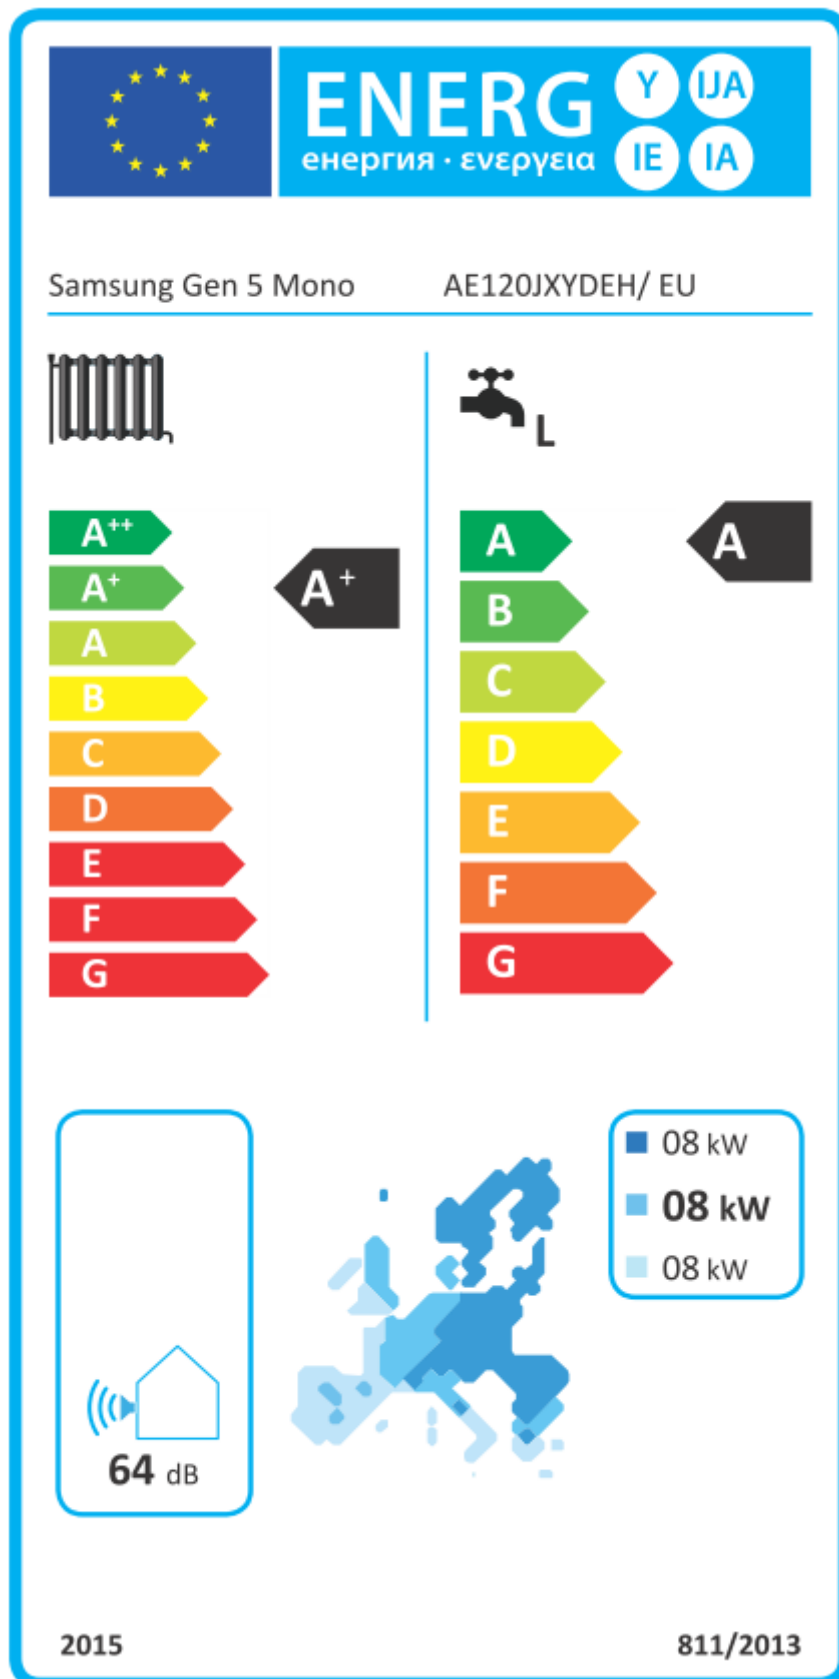 ENERG
енергия · ενεργεια
Y IJA
IE IA
Samsung Gen 5 Mono AE120JXYDEH/ EU
L
A++
A+
A
B
C
D
E
F
G
A+
A
B
C
D
E
F
G
A
08 kW
08 kW
08 kW
64 dB
2015 811/2013